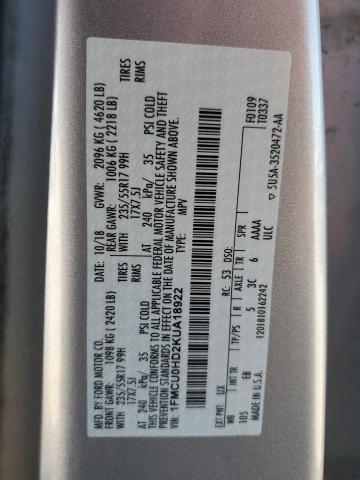 MFD BY FORD MOTOR CO.
DATE: 10/18 GVWR: 2096 KG ( 4620 LB)
FRONT GAWR: 1098 KG ( 2420 LB) REAR GAWR: 1006 KG ( 2218 LB)
235/55R17 99H TIRES WITH 235/55R17 99H TIRES
17X7.5J RIMS 17X7.5J RIMS
AT 240 kPa/ 35 PSI COLD AT 240 kPa/ 35 PSI COLD
THIS VEHICLE CONFORMS TO ALL APPLICABLE FEDERAL MOTOR VEHICLE SAFETY AND THEFT
PREVENTION STANDARDS IN EFFECT ON THE DATE OF MANUFACTURE SHOWN ABOVE.
VIN: 1FMCU0HD2KUA18922 TYPE: MPV
F0109
T0337
EXT PNT: UX RC: 53 DSO:
WB INT TR TP/PS R AXLE TR SPR
105 EB 5 3C 6 AAAA
ULC
MADE IN U.S.A. 1201810162242 5U5A-3520472-AA